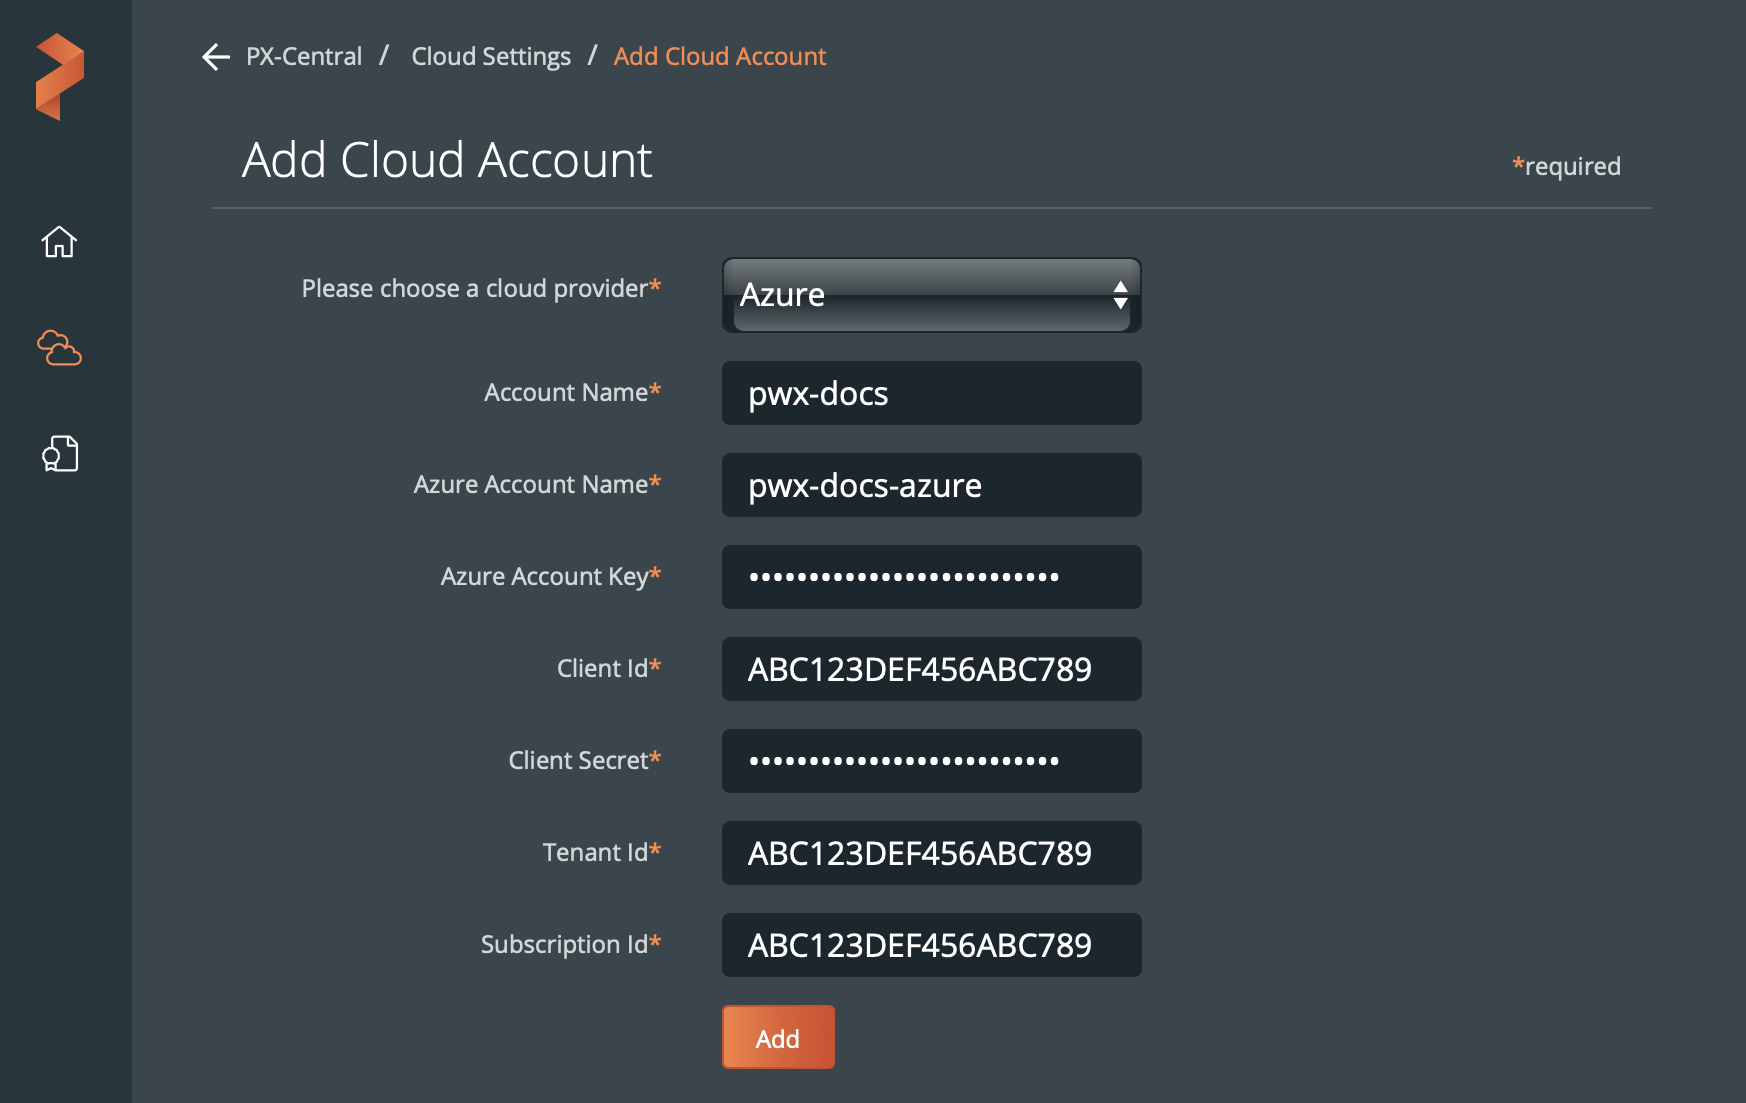 PX-Central / Cloud Settings / Add Cloud Account
Add Cloud Account
*required
Please choose a cloud provider*
Azure
Account Name*
pwx-docs
Azure Account Name*
pwx-docs-azure
Azure Account Key*
••••••••••••••••••••••••••
Client Id*
ABC123DEF456ABC789
Client Secret*
••••••••••••••••••••••••••
Tenant Id*
ABC123DEF456ABC789
Subscription Id*
ABC123DEF456ABC789
Add